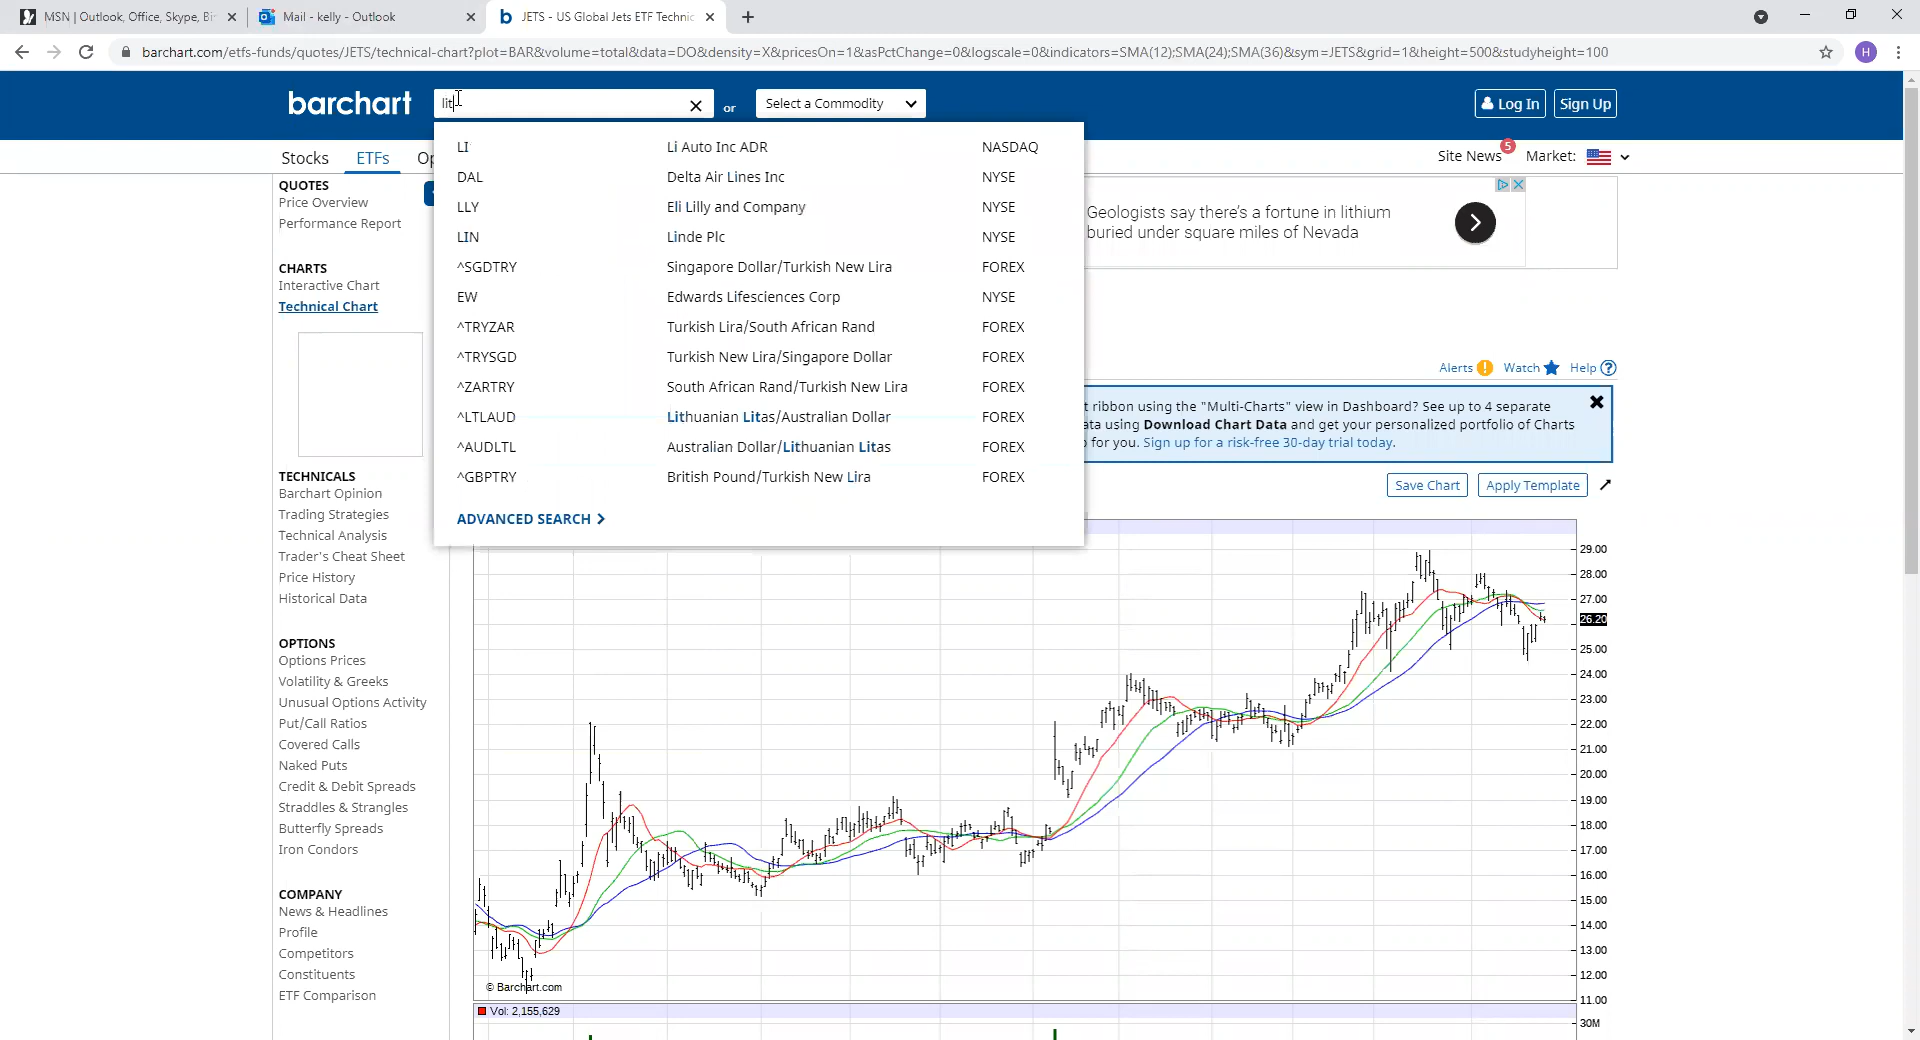 MSN | Outlook, Office, Skype, Bi
Mail - kelly - Outlook
JETS - US Global Jets ETF Technic
barchart.com/etfs-funds/quotes/JETS/technical-chart?plot=BAR&volume=total&data=DO&density=X&pricesOn=1&asPctChange=0&logscale=0&indicators=SMA(12);SMA(24);SMA(36)&sym=JETS&grid=1&height=500&studyheight=100
H
barchart
lit
or
Select a Commodity
Log In
Sign Up
Stocks
ETFs
Op
Site News
5
Market:
LI Li Auto Inc ADR NASDAQ
DAL Delta Air Lines Inc NYSE
LLY Eli Lilly and Company NYSE
LIN Linde Plc NYSE
^SGDTRY Singapore Dollar/Turkish New Lira FOREX
EW Edwards Lifesciences Corp NYSE
^TRYZAR Turkish Lira/South African Rand FOREX
^TRYSGD Turkish New Lira/Singapore Dollar FOREX
^ZARTRY South African Rand/Turkish New Lira FOREX
^LTLAUD Lithuanian Litas/Australian Dollar FOREX
^AUDLTL Australian Dollar/Lithuanian Litas FOREX
^GBPTRY British Pound/Turkish New Lira FOREX
ADVANCED SEARCH
QUOTES
Price Overview
Performance Report
CHARTS
Interactive Chart
Technical Chart
TECHNICALS
Barchart Opinion
Trading Strategies
Technical Analysis
Trader's Cheat Sheet
Price History
Historical Data
OPTIONS
Options Prices
Volatility & Greeks
Unusual Options Activity
Put/Call Ratios
Covered Calls
Naked Puts
Credit & Debit Spreads
Straddles & Strangles
Butterfly Spreads
Iron Condors
COMPANY
News & Headlines
Profile
Competitors
Constituents
ETF Comparison
Geologists say there's a fortune in lithium
buried under square miles of Nevada
Alerts
Watch
Help
t ribbon using the "Multi-Charts" view in Dashboard? See up to 4 separate
ata using Download Chart Data and get your personalized portfolio of Charts
for you. Sign up for a risk-free 30-day trial today.
Save Chart
Apply Template
29.00
28.00
27.00
26.20
25.00
24.00
23.00
22.00
21.00
20.00
19.00
18.00
17.00
16.00
15.00
14.00
13.00
12.00
11.00
© Barchart.com
Vol: 2,155,629
30M